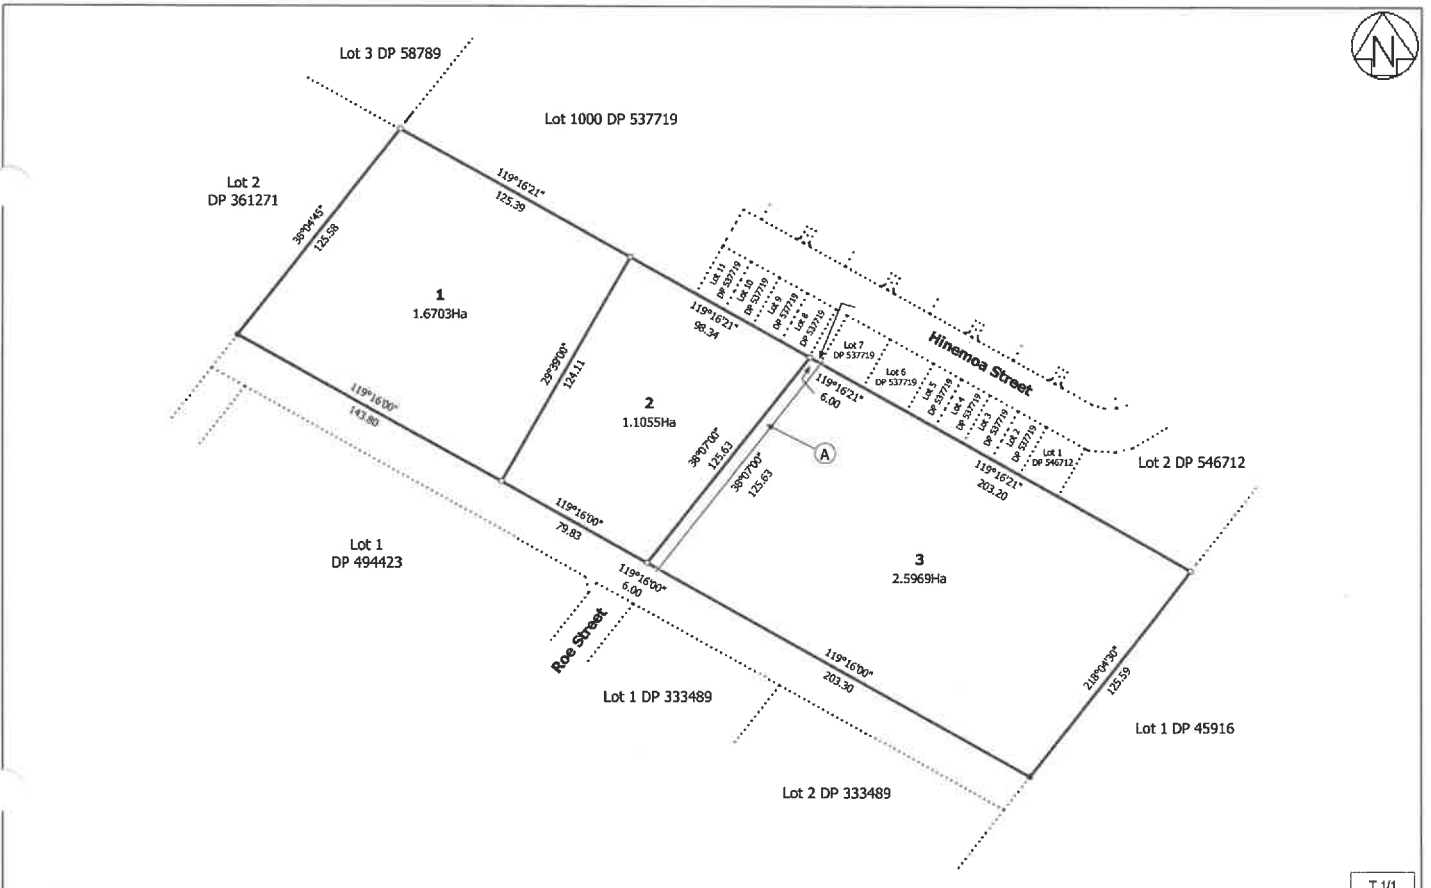 N
Lot 3 DP 58789
Lot 1000 DP 537719
Lot 2
DP 361271
119°16'21"
125.39
38°04'45"
125.58
1
1.6703Ha
Lot 11
DP 537719
Lot 10
DP 537719
Lot 9
DP 537719
Lot 8
DP 537719
119°16'21"
98.34
Lot 7
DP 537719
Hinemoa Street
Lot 6
DP 537719
Lot 5
DP 537719
Lot 4
DP 537719
Lot 3
DP 537719
Lot 2
DP 537719
Lot 1
DP 546712
Lot 2 DP 546712
119°16'21"
6.00
29°39'00"
124.11
119°16'00"
143.80
2
1.1055Ha
38°07'00"
125.63
A
38°07'00"
125.63
119°16'21"
203.20
119°16'00"
79.83
Lot 1
DP 494423
3
2.5969Ha
119°16'00"
6.00
Roe Street
119°16'00"
203.30
218°04'30"
125.59
Lot 1 DP 333489
Lot 1 DP 45916
Lot 2 DP 333489
T 1/1